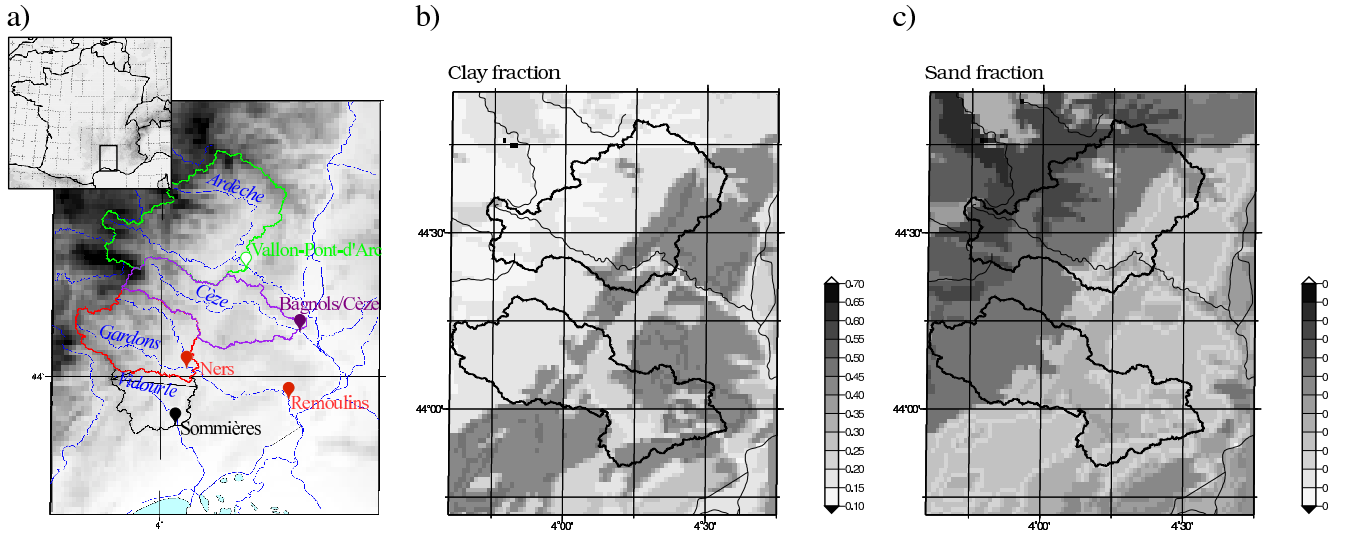 a)
b)
c)
Clay fraction
Sand fraction
Ardèche
Vallon-Pont-d'Arc
Cèze
Bagnols/Cèze
Gardons
Ners
Vidourle
Remoulins
Sommières
44˚
4˚
44˚30'
44˚00'
4˚00'
4˚30'
0.70
0.65
0.60
0.55
0.50
0.45
0.40
0.35
0.30
0.25
0.20
0.15
0.10
44˚30'
44˚00'
4˚00'
4˚30'
0
0
0
0
0
0
0
0
0
0
0
0
0